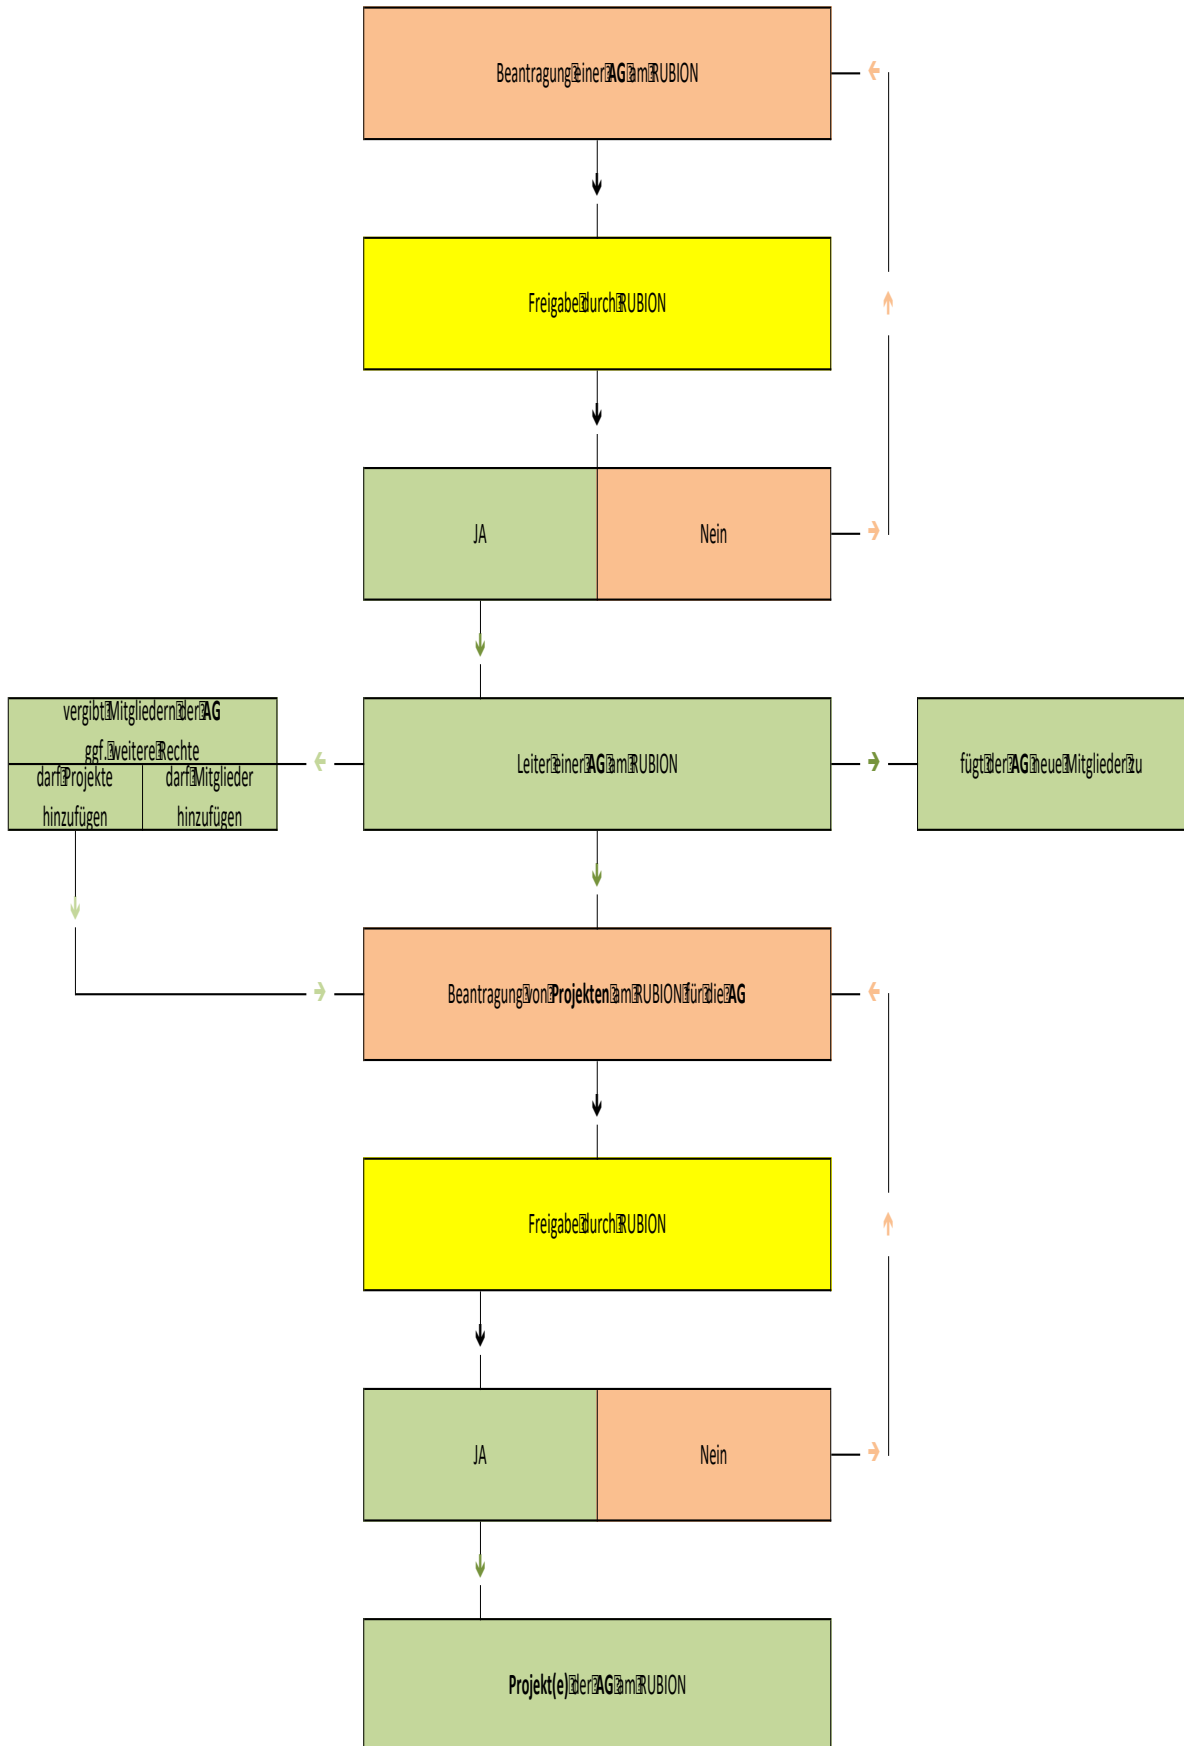 Beantragung einer AG am RUBION
Freigabe durch RUBION
JA
Nein
vergibt Mitgliedern der AG
ggf. weitere Rechte
darf Projekte
hinzufügen
darf Mitglieder
hinzufügen
Leiter einer AG am RUBION
fügt der AG neue Mitglieder zu
Beantragung von Projekten am RUBION für die AG
Freigabe durch RUBION
JA
Nein
Projekt(e) der AG am RUBION